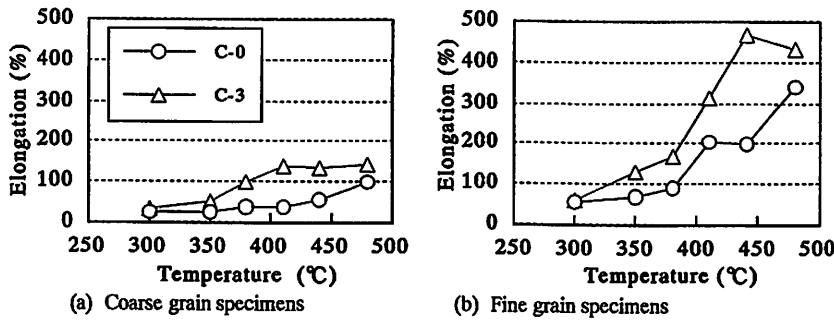 500
400
300
200
100
0
Elongation (%)
C-0
C-3
250 300 350 400 450 500
Temperature (℃)
(a) Coarse grain specimens
500
400
300
200
100
0
Elongation (%)
250 300 350 400 450 500
Temperature (℃)
(b) Fine grain specimens